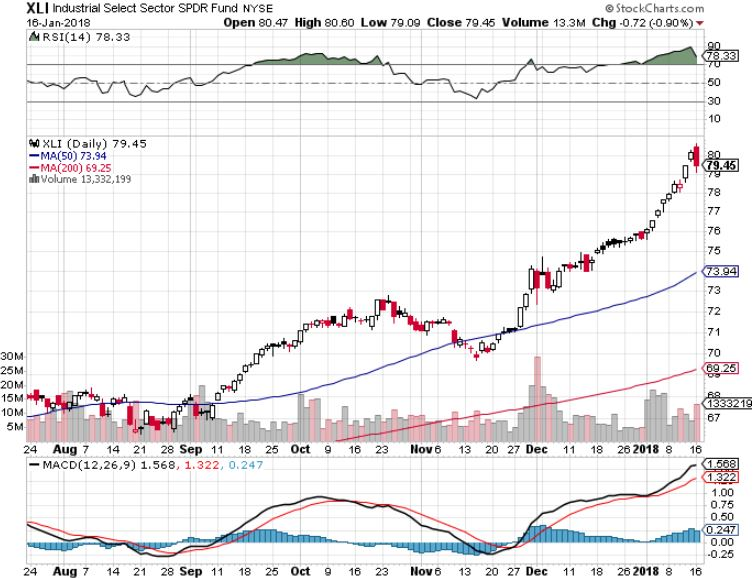 XLI Industrial Select Sector SPDR Fund NYSE © StockCharts.com
16-Jan-2018 Open 80.47 High 80.60 Low 79.09 Close 79.45 Volume 13.3M Chg -0.72 (-0.90%)
RSI(14) 78.33
90
78.33
70
50
30
10
XLI (Daily) 79.45
MA(50) 73.94
MA(200) 69.25
Volume 13,332,199
80
79.45
79
78
77
76
75
73.94
73
72
71
30M 70
25M 69.25
20M
15M 68
10M 13332199
5M 67
24 Aug 7 14 21 28 Sep 11 18 25 Oct 9 16 23 Nov 6 13 20 27 Dec 11 18 2018 8 16
MACD(12,26,9) 1.568, 1.322, 0.247
1.568
1.322
1.00
0.75
0.50
0.247
0.00
-0.25
24 Aug 7 14 21 28 Sep 11 18 25 Oct 9 16 23 Nov 6 13 20 27 Dec 11 18 2018 8 16